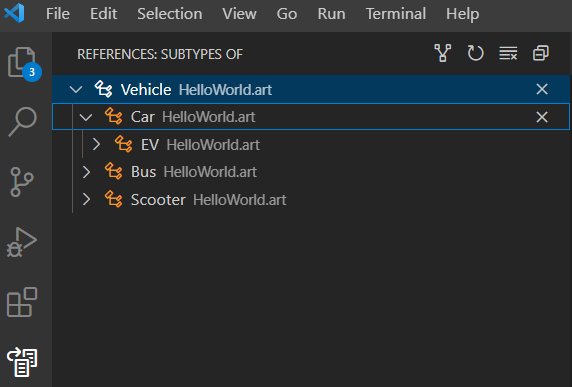 File Edit Selection View Go Run Terminal Help
REFERENCES: SUBTYPES OF
3
Vehicle HelloWorld.art
Car HelloWorld.art
EV HelloWorld.art
Bus HelloWorld.art
Scooter HelloWorld.art